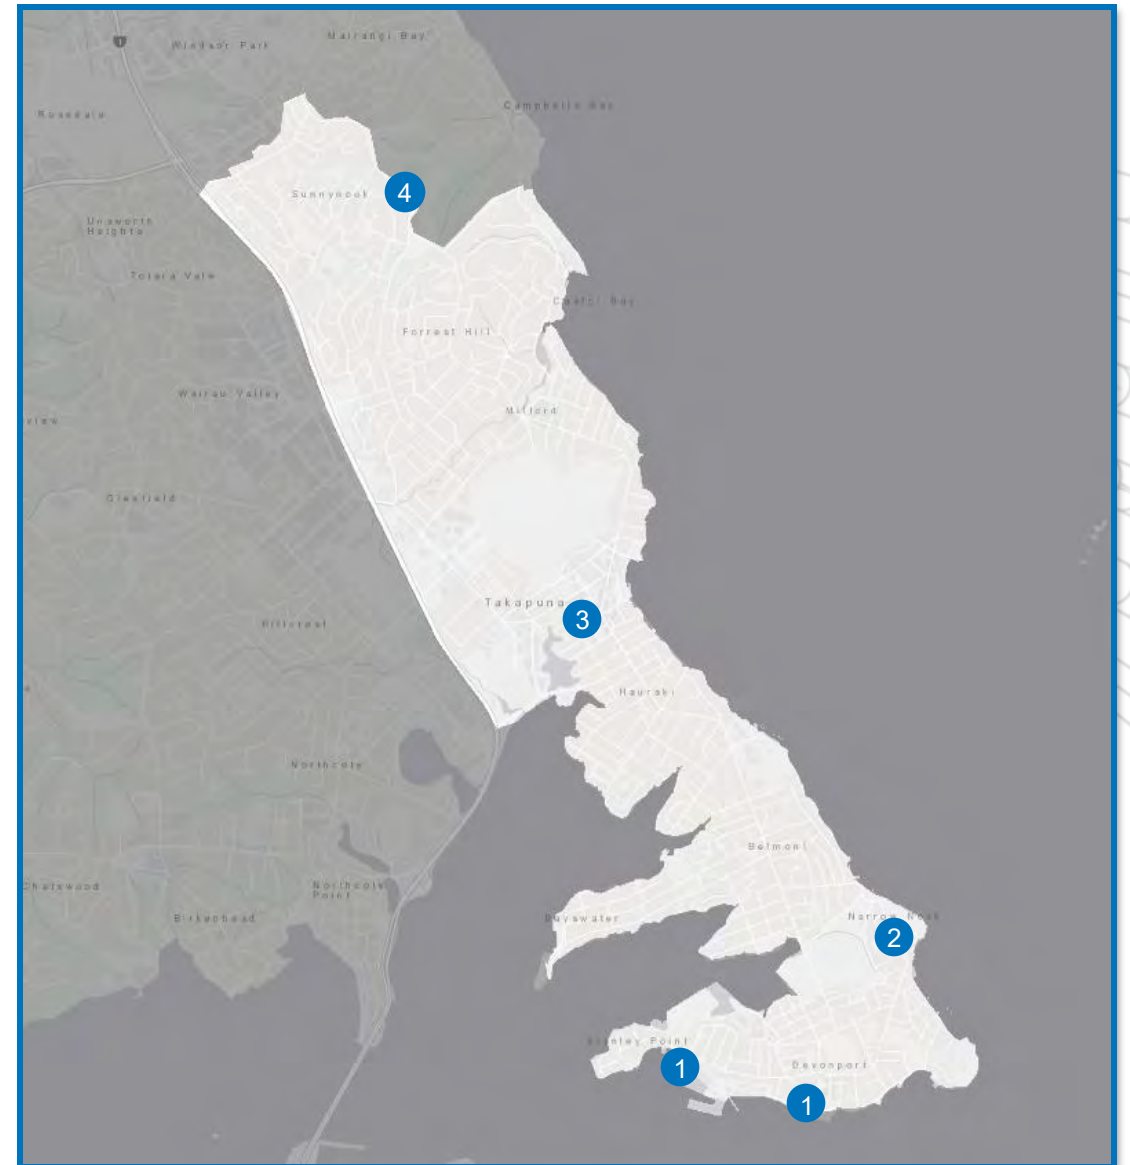 1
Windsor Park
Mairangi Bay
Rosedale
Campbells Bay
Sunnynook
4
Unsworth
Heights
Totara Vale
Castor Bay
Forrest Hill
Wairau Valley
Milford
view
Glenfield
Takapuna
3
Hillcrest
Hauraki
Northcote
Belmont
Chatswood
Northcote
Point
Birkenhead
Bayswater
Narrow Neck
2
Stanley Point
1
Devonport
1